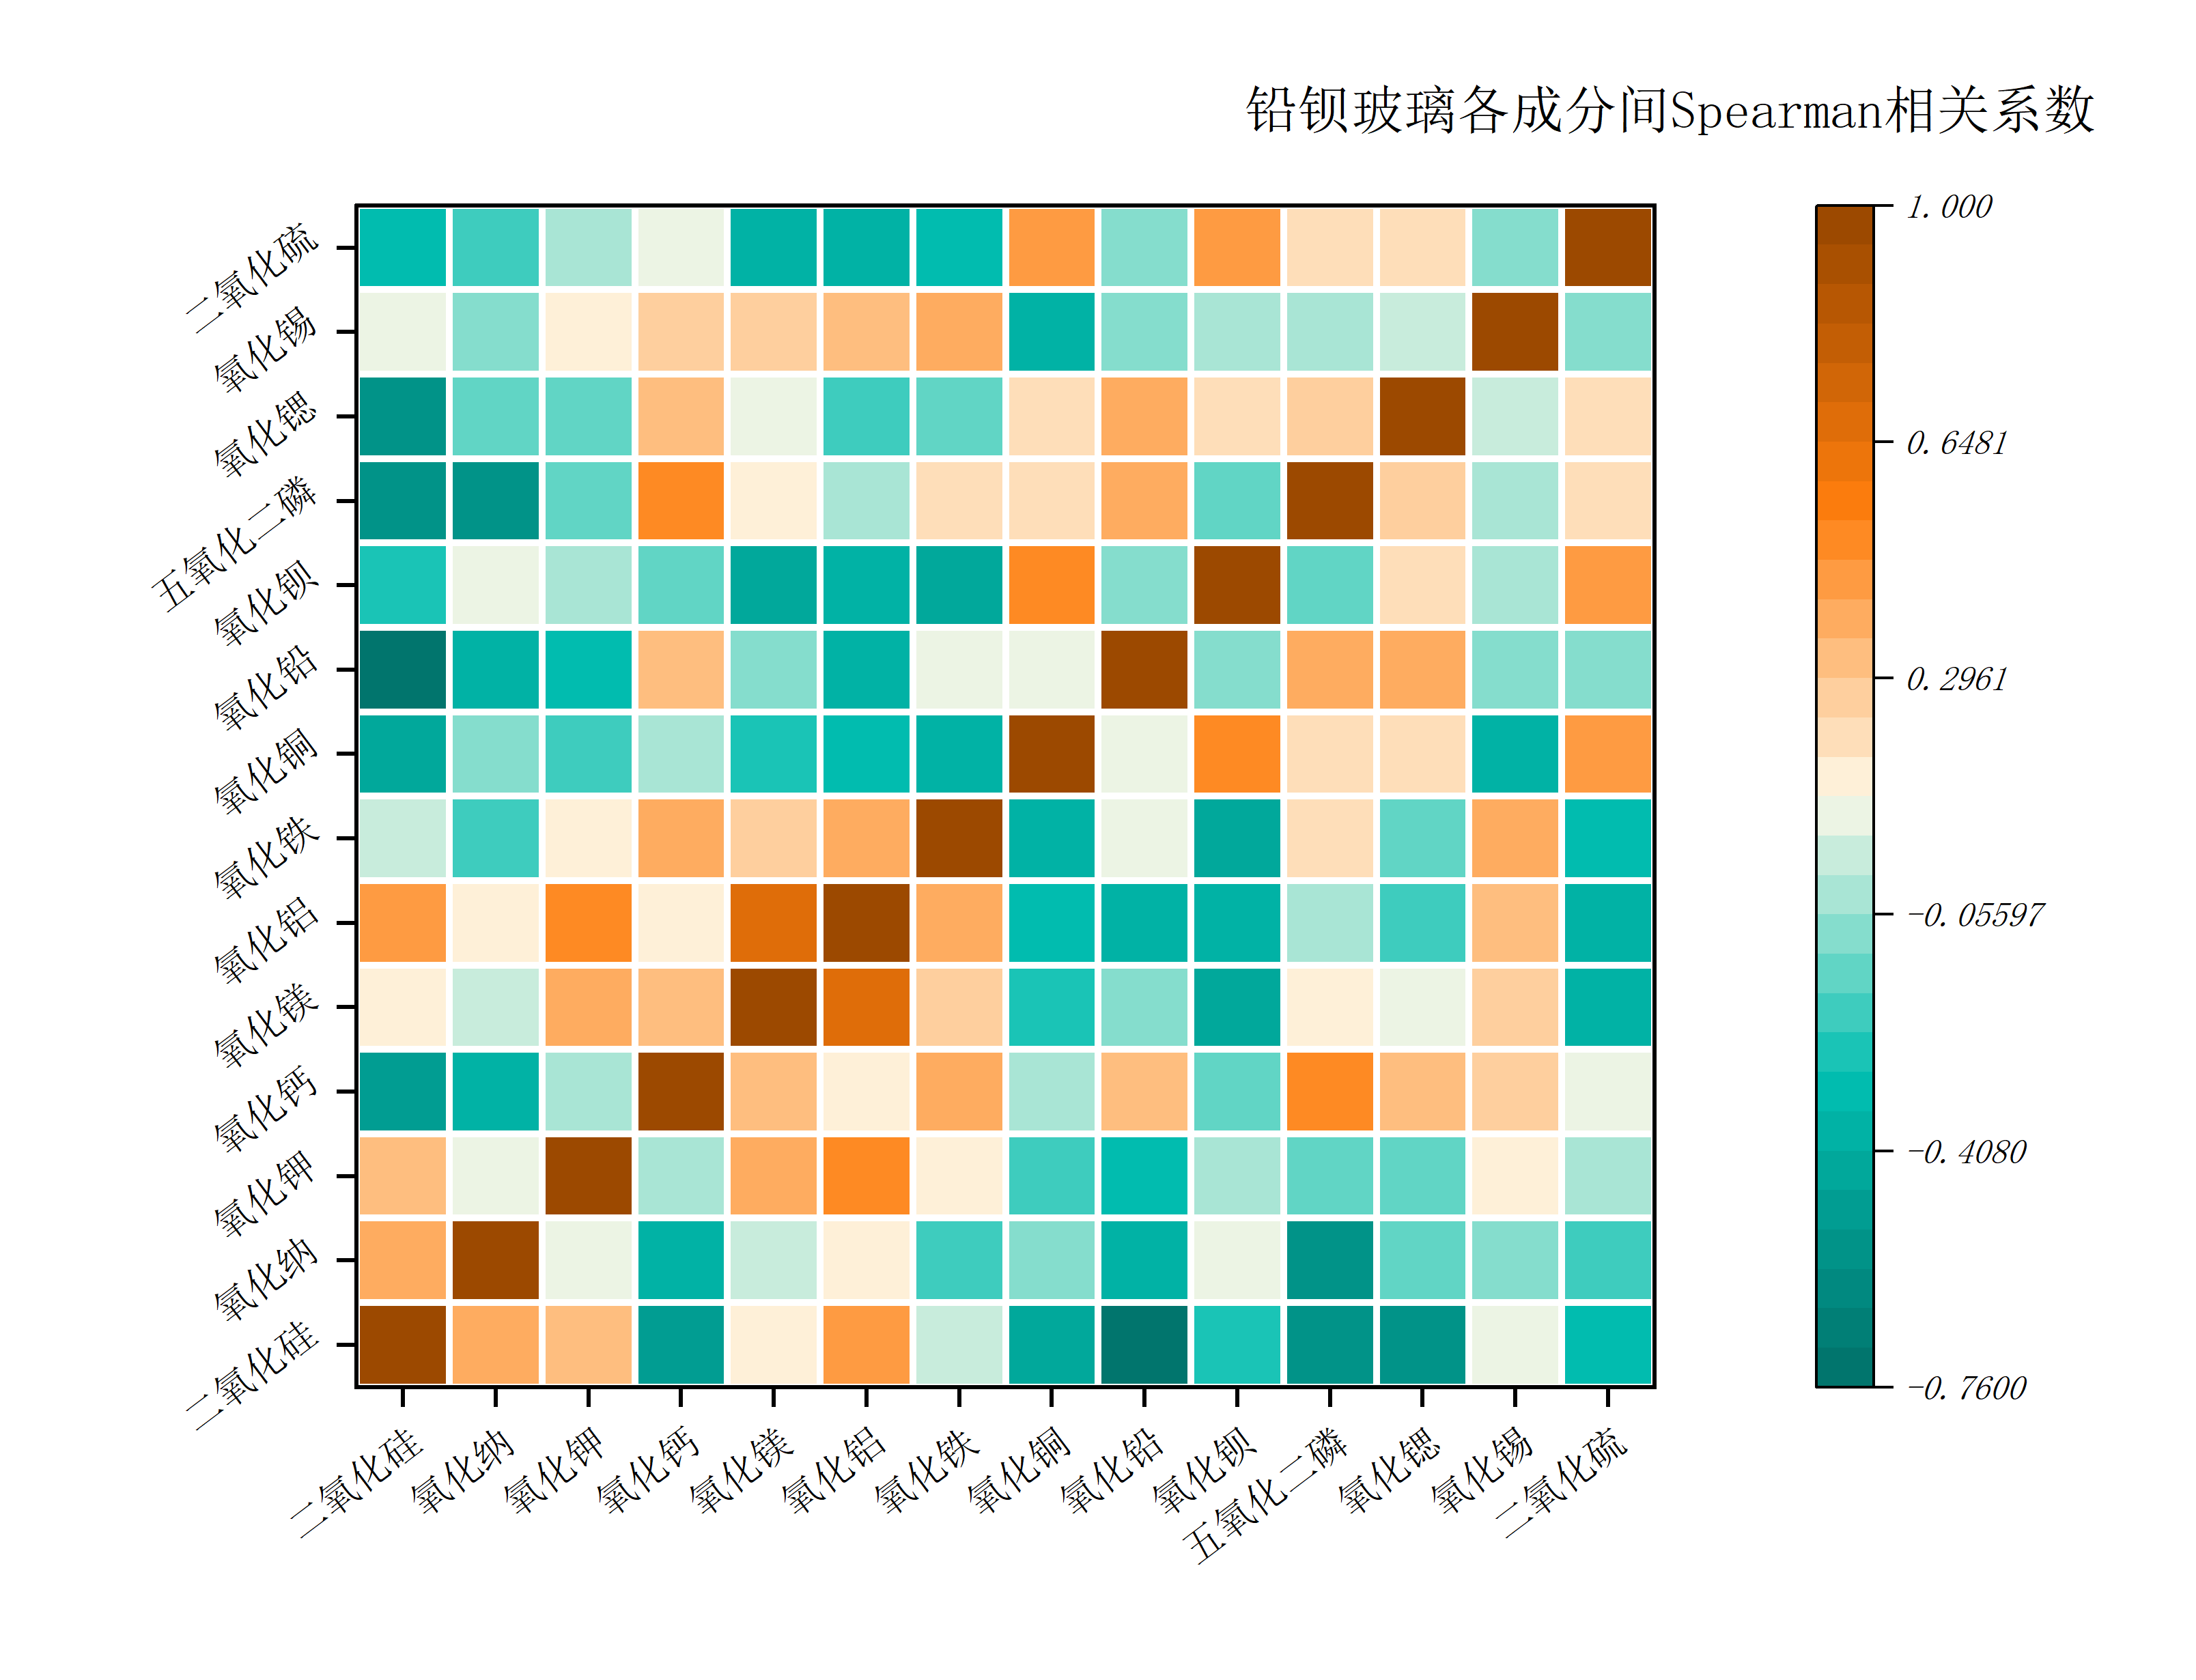 铅钡玻璃各成分间Spearman相关系数
二氧化硫
氧化锡
氧化锶
五氧化二磷
氧化钡
氧化铅
氧化铜
氧化铁
氧化铝
氧化镁
氧化钙
氧化钾
氧化纳
二氧化硅
二氧化硅
氧化纳
氧化钾
氧化钙
氧化镁
氧化铝
氧化铁
氧化铜
氧化铅
氧化钡
五氧化二磷
氧化锶
氧化锡
二氧化硫
1.000
0.6481
0.2961
-0.05597
-0.4080
-0.7600